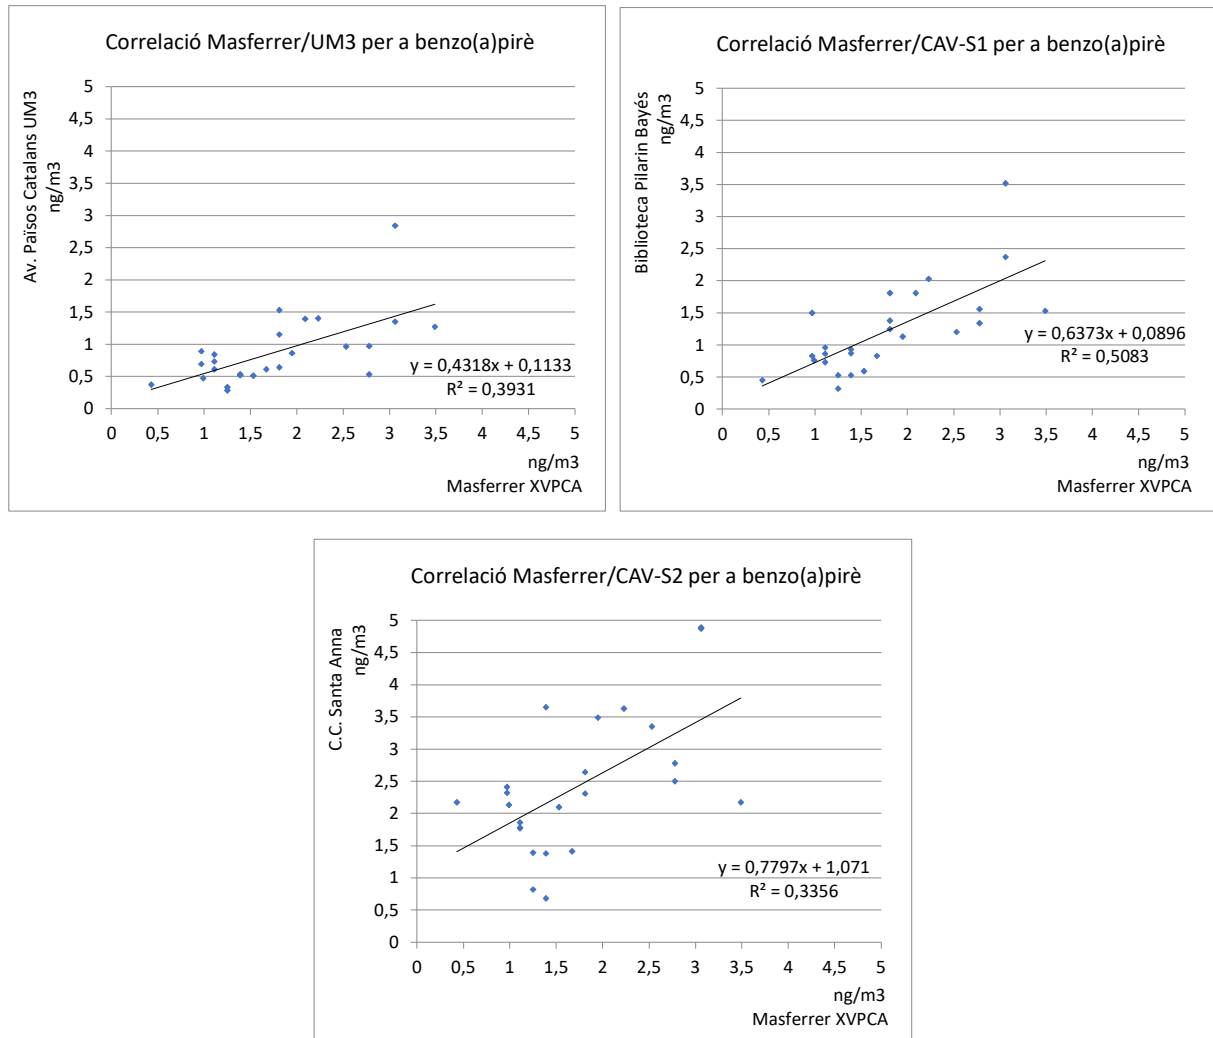 Correlació Masferrer/UM3 per a benzo(a)pirè
Av. Països Catalans UM3
ng/m3
5
4,5
4
3,5
3
2,5
2
1,5
1
0,5
0
y = 0,4318x + 0,1133
R² = 0,3931
0 0,5 1 1,5 2 2,5 3 3,5 4 4,5 5
ng/m3
Masferrer XVPCA
Correlació Masferrer/CAV-S1 per a benzo(a)pirè
Biblioteca Pilarin Bayés
ng/m3
5
4,5
4
3,5
3
2,5
2
1,5
1
0,5
0
y = 0,6373x + 0,0896
R² = 0,5083
0 0,5 1 1,5 2 2,5 3 3,5 4 4,5 5
ng/m3
Masferrer XVPCA
Correlació Masferrer/CAV-S2 per a benzo(a)pirè
C.C. Santa Anna
ng/m3
5
4,5
4
3,5
3
2,5
2
1,5
1
0,5
0
y = 0,7797x + 1,071
R² = 0,3356
0 0,5 1 1,5 2 2,5 3 3,5 4 4,5 5
ng/m3
Masferrer XVPCA